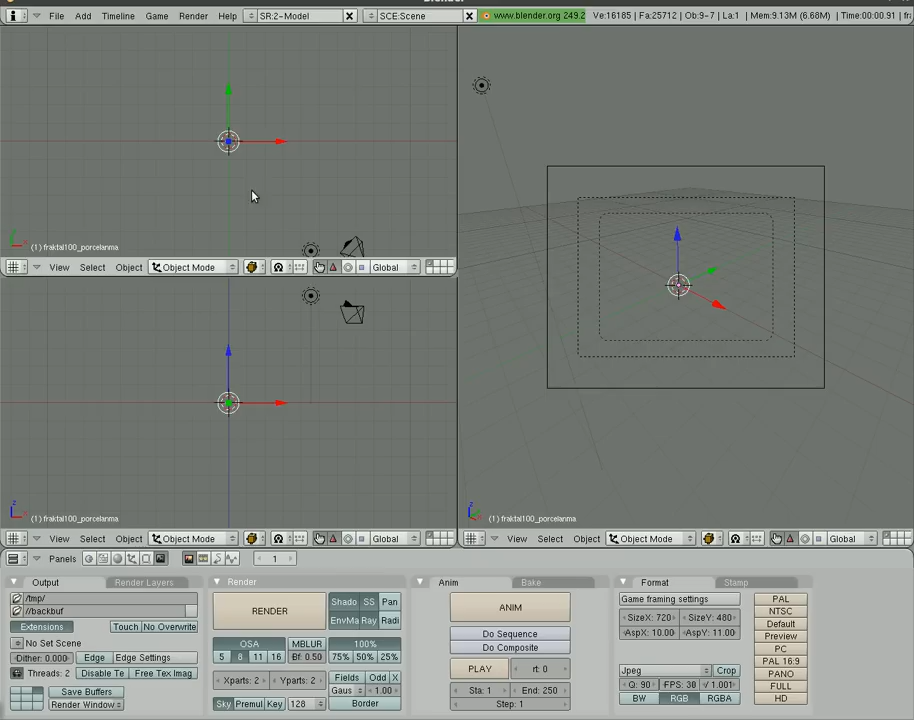 File Add Timeline Game Render Help SR:2-Model X SCE:Scene X www.blender.org 249.2 Ve:16185 | Fa:25712 | Ob:9-7 | La:1 | Mem:9.13M (6.68M) | Time:00:00.91 |
(1) fraktal100_porcelanma
View Select Object Object Mode Global
(1) fraktal100_porcelanma
(1) fraktal100_porcelanma
View Select Object Object Mode Global
View Select Object Object Mode Global
Panels 1
Output Render Layers
/tmp/
//backbuf
Extensions Touch No Overwrite
No Set Scene
Dither: 0.000 Edge Edge Settings
Threads: 2 Disable Te Free Tex Imag
Save Buffers
Render Window
Render
RENDER Shado SS Pan
EnvMa Ray Radi
OSA MBLUR 100%
5 8 11 16 Bf: 0.50 75% 50% 25%
Xparts: 2 Yparts: 2 Fields Odd X
Gaus 1.00
Sky Premul Key 128 Border
Anim Bake
ANIM
Do Sequence
Do Composite
PLAY rt: 0
Sta: 1 End: 250
Step: 1
Format Stamp
Game framing settings
SizeX: 720 SizeY: 480
AspX: 10.00 AspY: 11.00
Jpeg Crop
Q: 90 FPS: 30 / 1.001
BW RGB RGBA
PAL
NTSC
Default
Preview
PC
PAL 16:9
PANO
FULL
HD